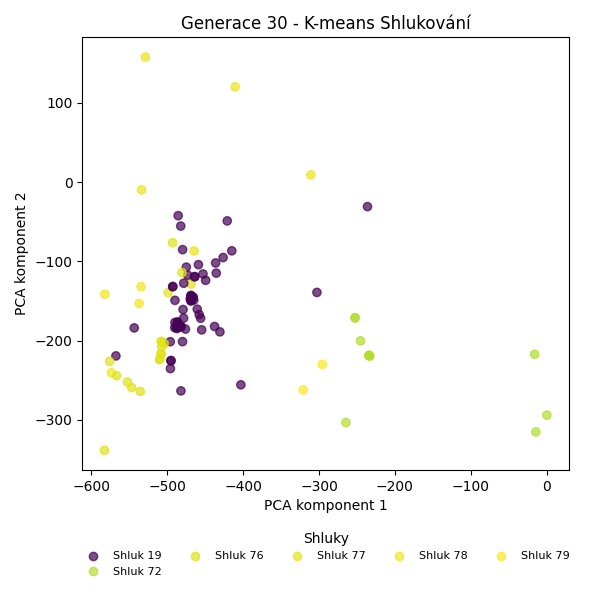 Generace 30 - K-means Shlukování
100
0
−100
−200
−300
PCA komponent 2
−600 −500 −400 −300 −200 −100 0
PCA komponent 1
Shluky
Shluk 19 Shluk 76 Shluk 77 Shluk 78 Shluk 79
Shluk 72